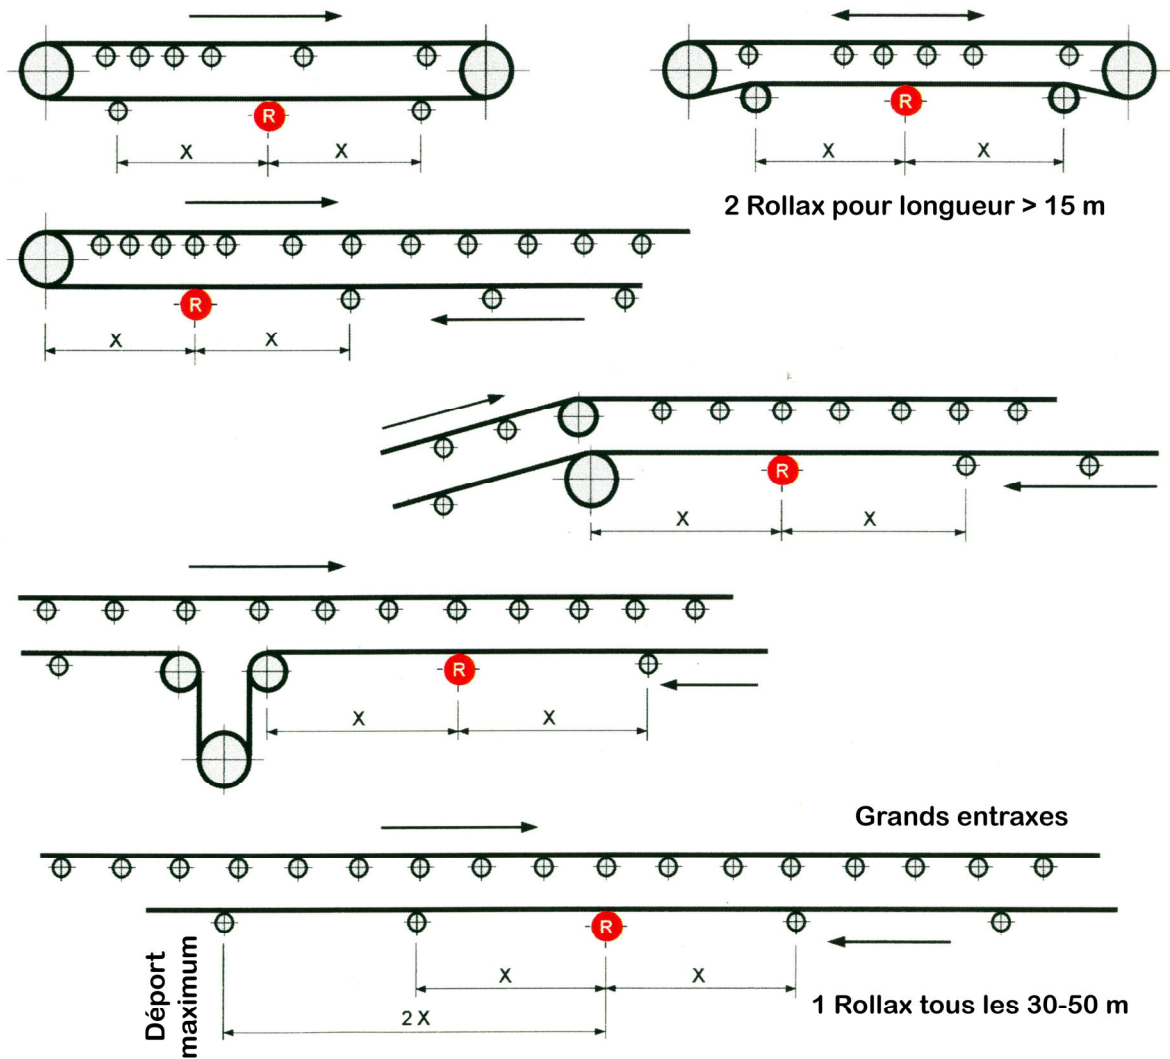 R
X X
R
X X
2 Rollax pour longueur > 15 m
R
X X
R
X X
R
X X
Grands entraxes
R
Déport
maximum
X X
2 X
1 Rollax tous les 30-50 m